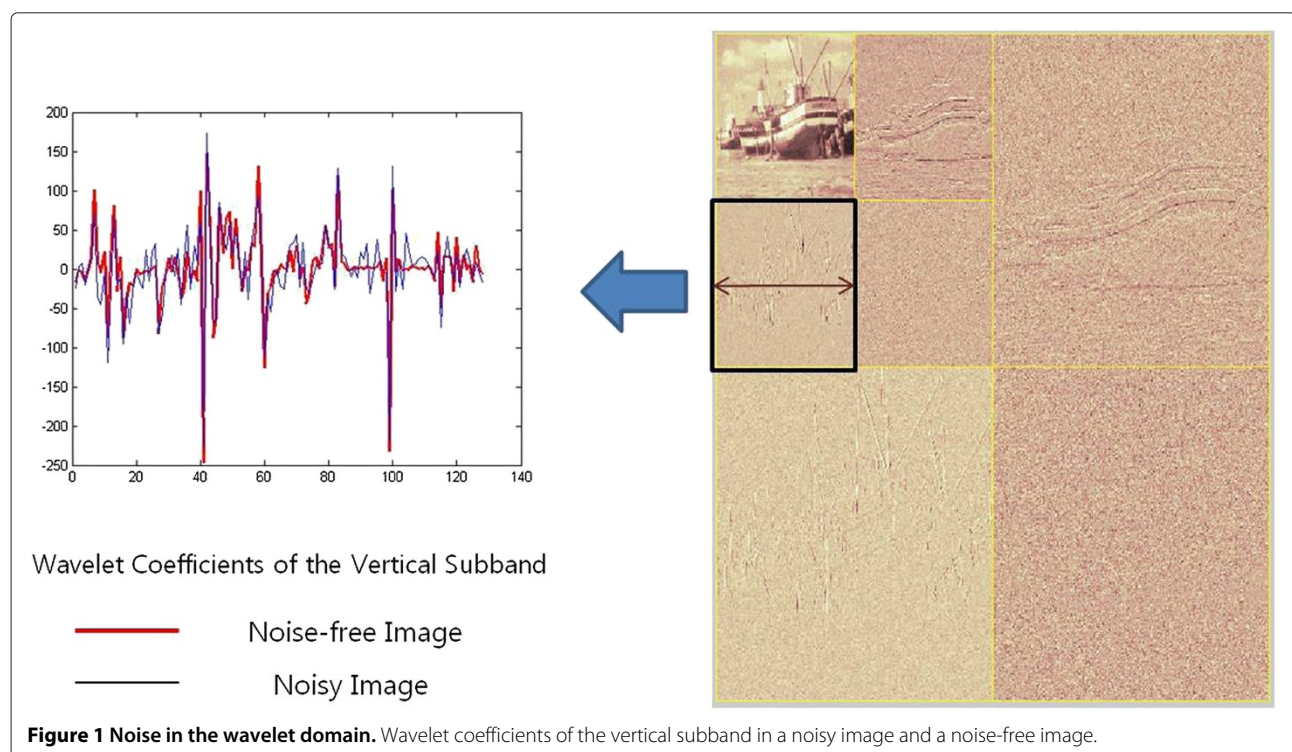 200
150
100
50
0
-50
-100
-150
-200
-250
0 20 40 60 80 100 120 140
Wavelet Coefficients of the Vertical Subband
Noise-free Image
Noisy Image
Figure 1 Noise in the wavelet domain. Wavelet coefficients of the vertical subband in a noisy image and a noise-free image.